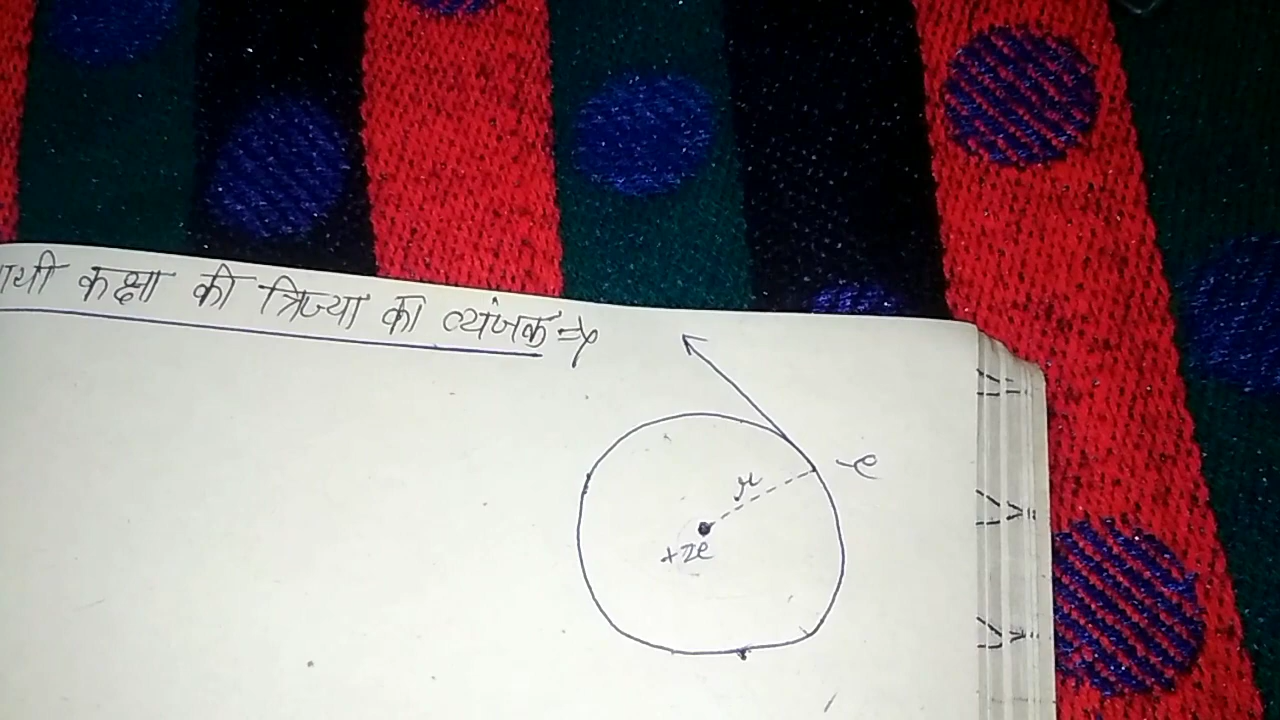 कक्षा की त्रिज्या का व्यंजक =>
-e
r
+ze